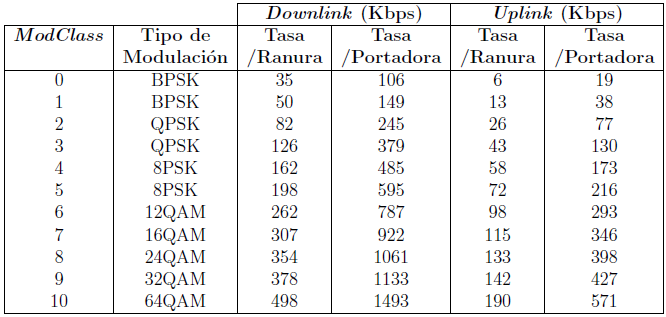 Downlink (Kbps) Uplink (Kbps)
ModClass Tipo de Tasa Tasa Tasa Tasa
Modulación /Ranura /Portadora /Ranura /Portadora
0 BPSK 35 106 6 19
1 BPSK 50 149 13 38
2 QPSK 82 245 26 77
3 QPSK 126 379 43 130
4 8PSK 162 485 58 173
5 8PSK 198 595 72 216
6 12QAM 262 787 98 293
7 16QAM 307 922 115 346
8 24QAM 354 1061 133 398
9 32QAM 378 1133 142 427
10 64QAM 498 1493 190 571